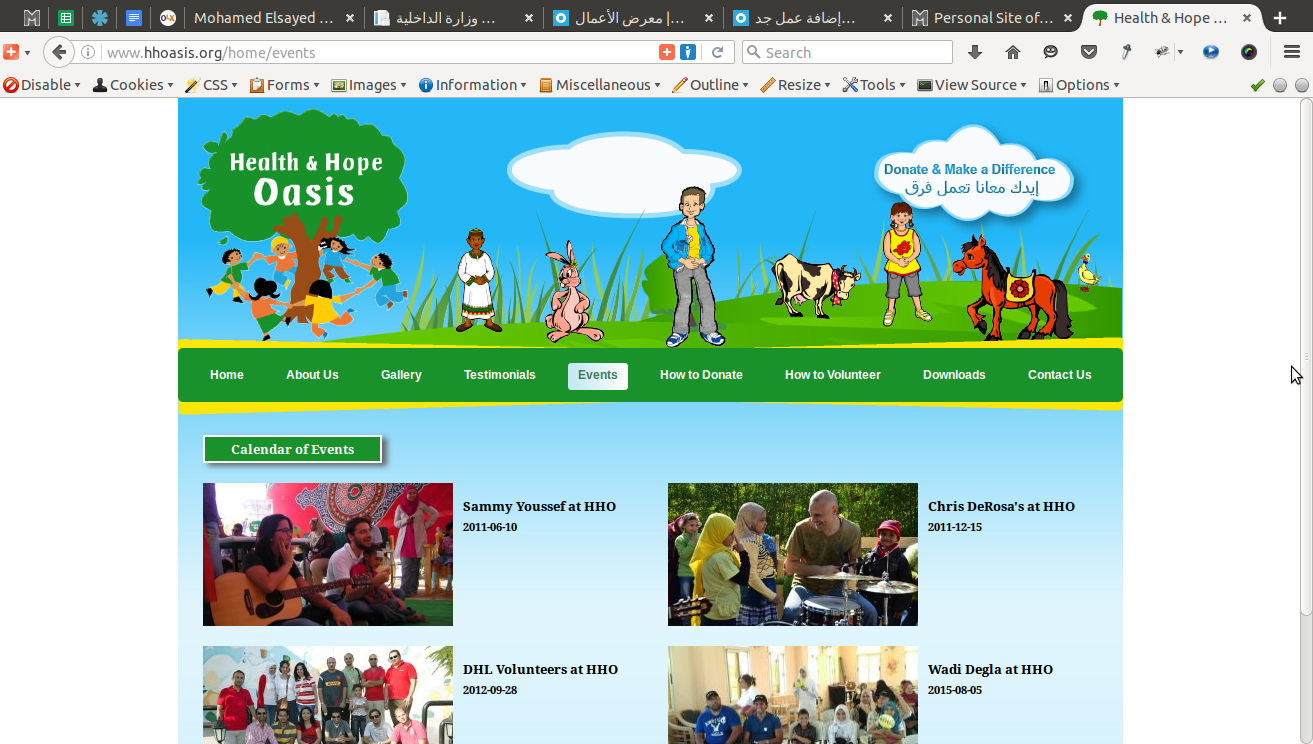 Mohamed Elsayed ...
وزارة الداخلية ...
معرض الأعمال |...
إضافة عمل جد...
Personal Site of...
Health & Hope ...
www.hhoasis.org/home/events
Search
Disable
Cookies
CSS
Forms
Images
Information
Miscellaneous
Outline
Resize
Tools
View Source
Options
Health & Hope
Oasis
Donate & Make a Difference
إيدك معانا تعمل فرق
Home
About Us
Gallery
Testimonials
Events
How to Donate
How to Volunteer
Downloads
Contact Us
Calendar of Events
Sammy Youssef at HHO
2011-06-10
Chris DeRosa's at HHO
2011-12-15
DHL Volunteers at HHO
2012-09-28
Wadi Degla at HHO
2015-08-05